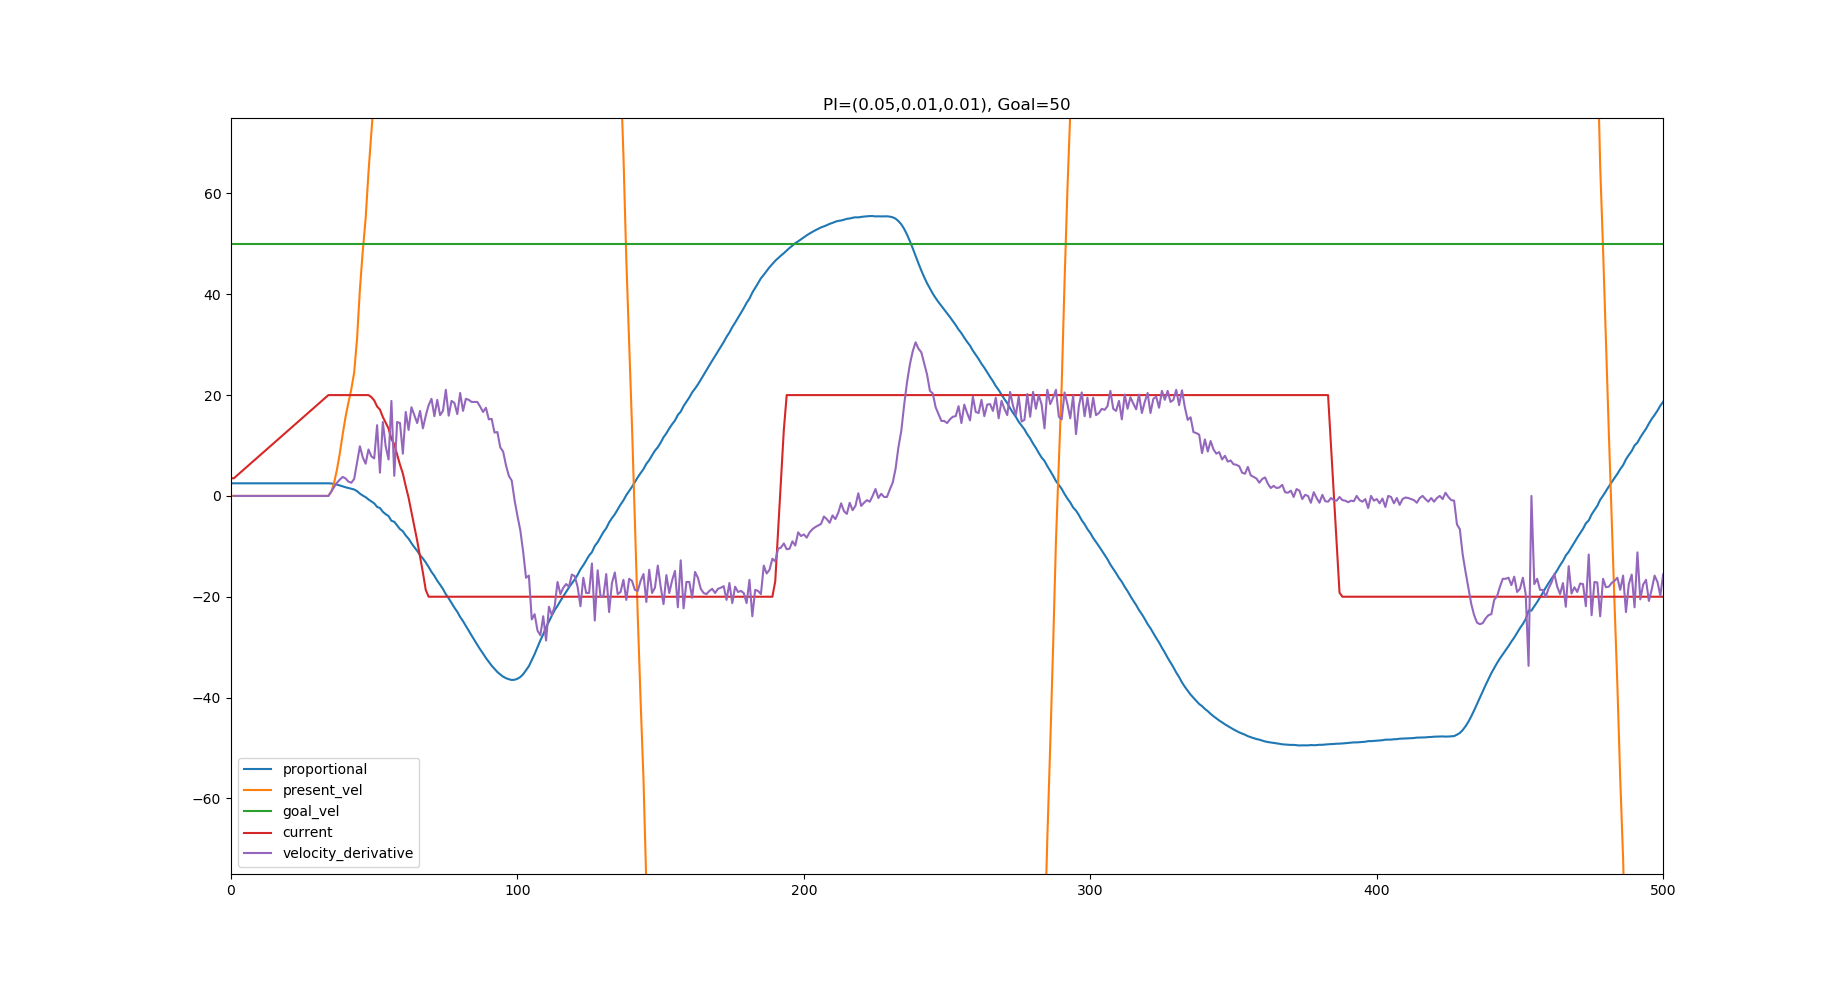 PI=(0.05,0.01,0.01), Goal=50
60
40
20
0
−20
−40
−60
proportional
present_vel
goal_vel
current
velocity_derivative
0 100 200 300 400 500